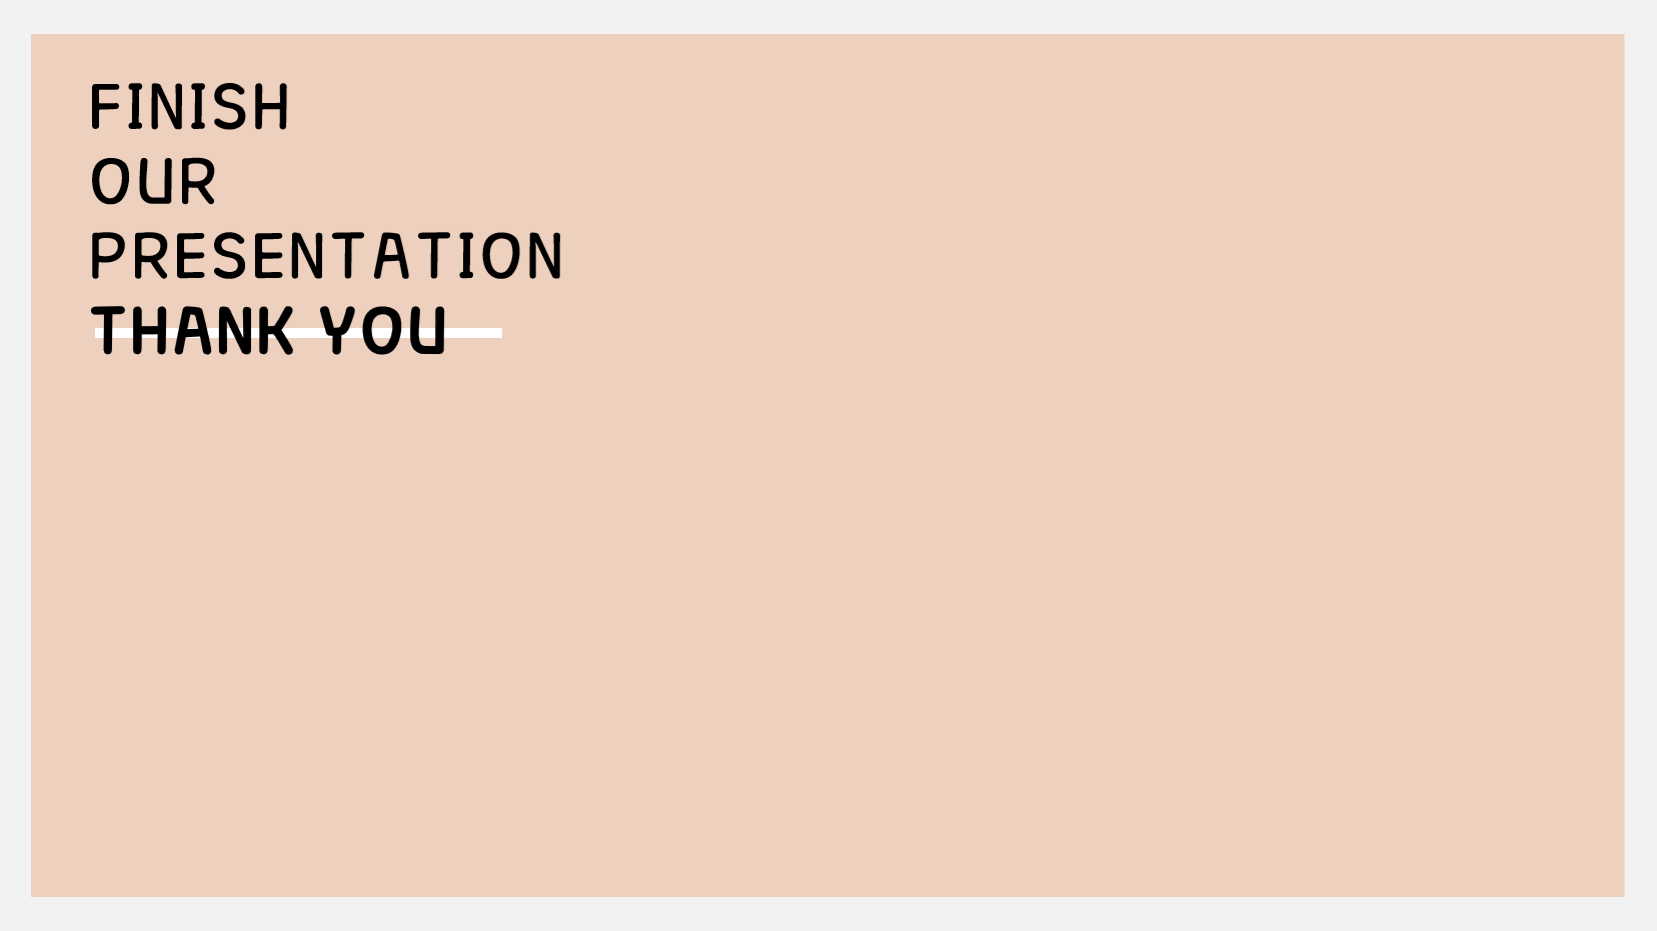 FINISH
OUR
PRESENTATION
THANK YOU